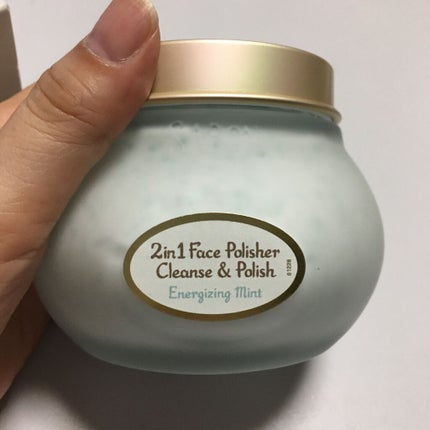 2in1 Face Polisher
Cleanse & Polish
Energizing Mint